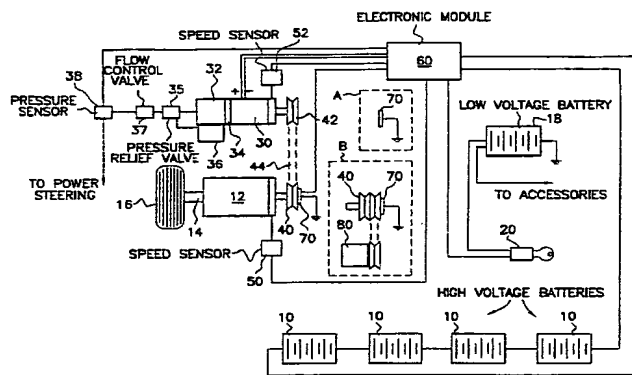 SPEED SENSOR
52
ELECTRONIC MODULE
60
FLOW CONTROL VALVE
38
35
32
+ -
PRESSURE SENSOR
37
36
34
30
42
PRESSURE RELIEF VALVE
44
TO POWER STEERING
A
70
B
40
70
80
LOW VOLTAGE BATTERY
18
TO ACCESSORIES
20
16
14
12
40
70
SPEED SENSOR
50
HIGH VOLTAGE BATTERIES
10
10
10
10